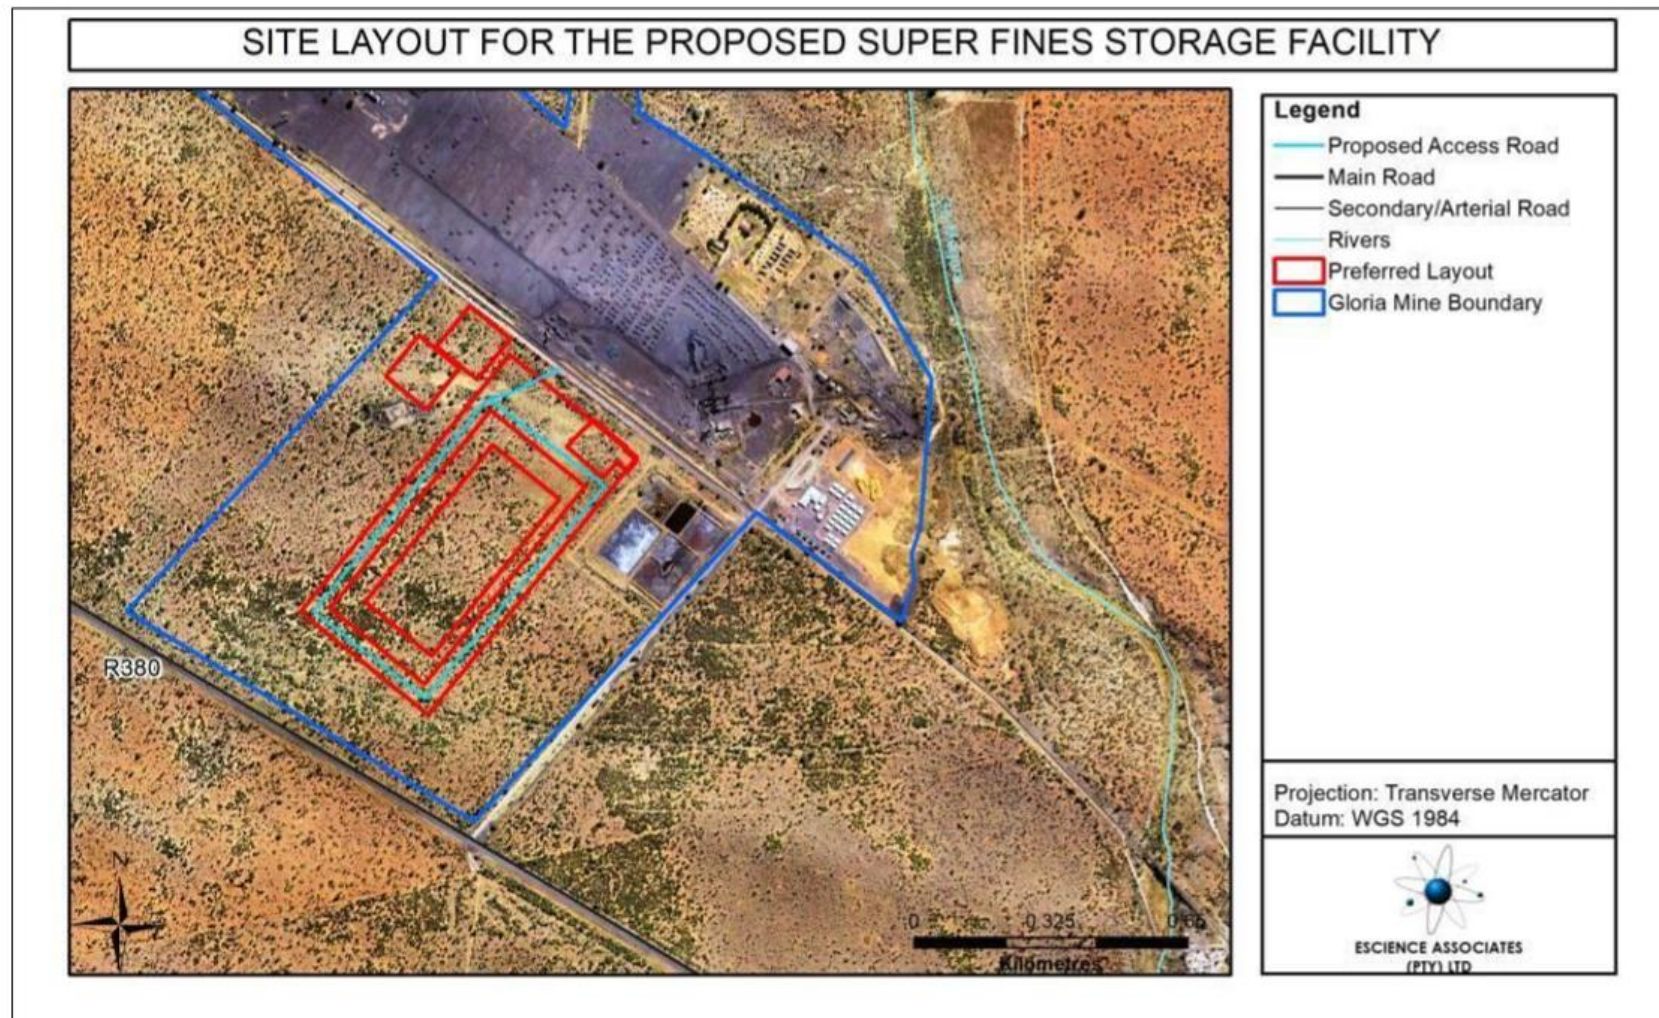 SITE LAYOUT FOR THE PROPOSED SUPER FINES STORAGE FACILITY
Legend
Proposed Access Road
Main Road
Secondary/Arterial Road
Rivers
Preferred Layout
Gloria Mine Boundary
R380
N
0 0.325 0.65
Kilometres
Projection: Transverse Mercator
Datum: WGS 1984
ESCIENCE ASSOCIATES
(PTY) LTD